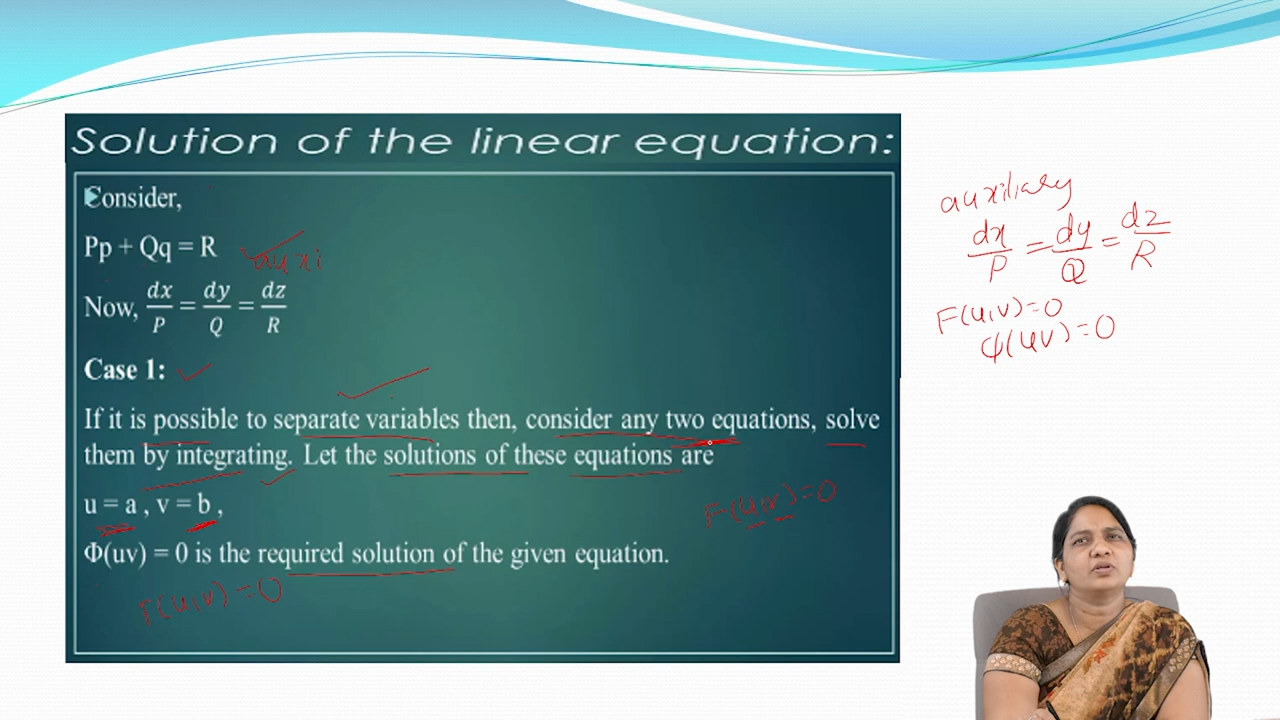 Solution of the linear equation:
Consider,
Pp + Qq = R
auxi
Now, dx/P = dy/Q = dz/R
Case 1:
If it is possible to separate variables then, consider any two equations, solve
them by integrating. Let the solutions of these equations are
u = a , v = b ,
F(u,v)=0
Φ(uv) = 0 is the required solution of the given equation.
F(u,v)=0
auxiliary
dx/P = dy/Q = dz/R
F(u,v)=0
φ(uv)=0